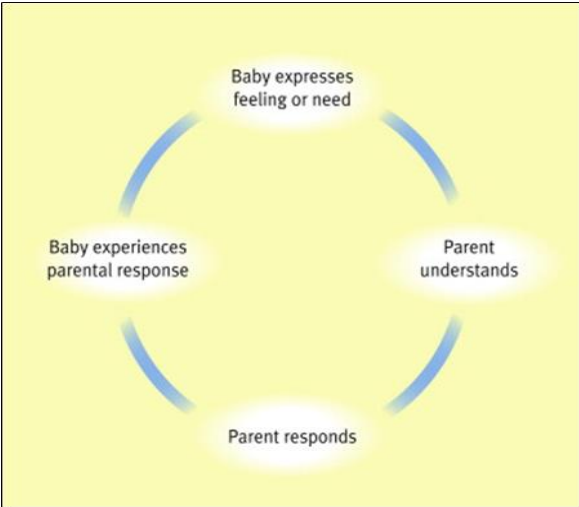 Baby expresses
feeling or need
Parent
understands
Parent responds
Baby experiences
parental response